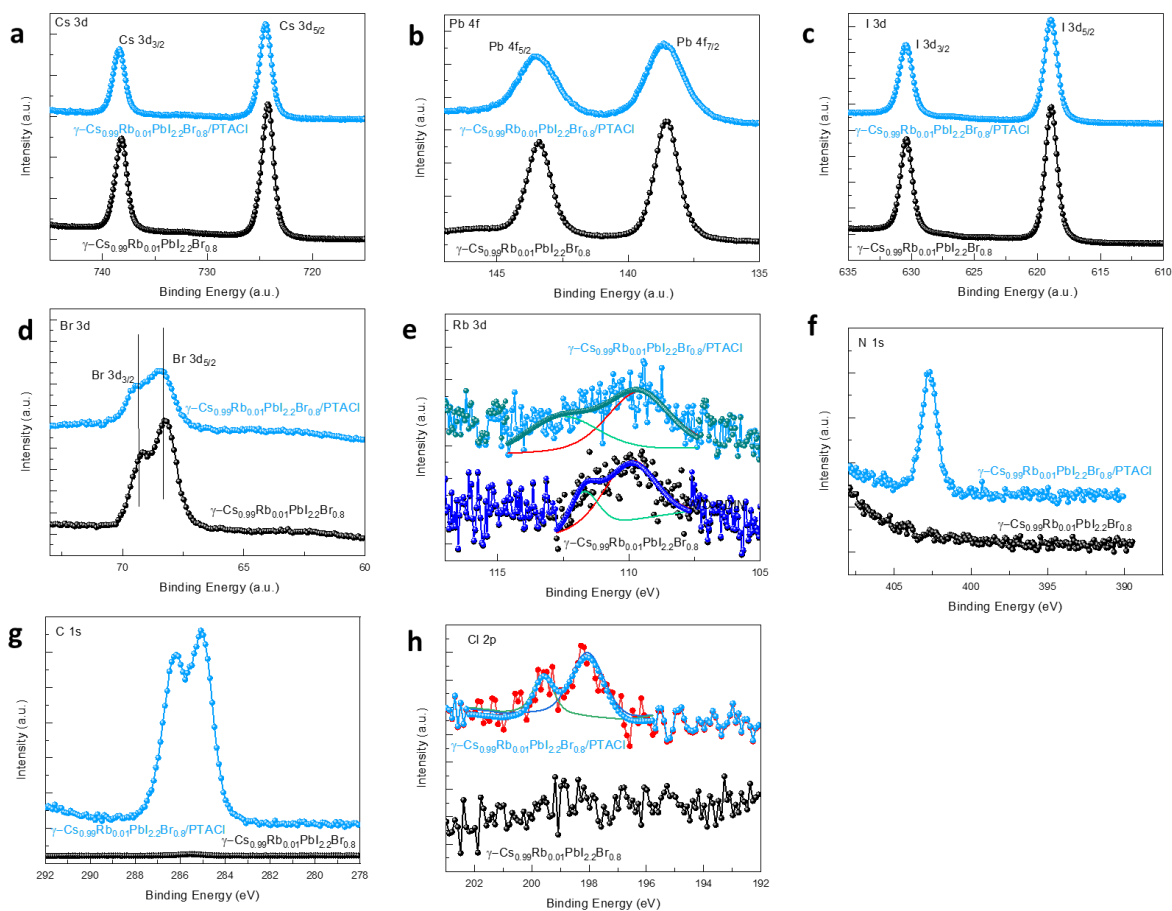 a
Cs 3d
Cs 3d3/2
Cs 3d5/2
γ−Cs0.99Rb0.01PbI2.2Br0.8/PTACl
γ−Cs0.99Rb0.01PbI2.2Br0.8
Intensity (a.u.)
740 730 720
Binding Energy (a.u.)
b
Pb 4f
Pb 4f5/2
Pb 4f7/2
γ−Cs0.99Rb0.01PbI2.2Br0.8/PTACl
γ−Cs0.99Rb0.01PbI2.2Br0.8
Intensity (a.u.)
145 140 135
Binding Energy (a.u.)
c
I 3d
I 3d3/2
I 3d5/2
γ−Cs0.99Rb0.01PbI2.2Br0.8/PTACl
γ−Cs0.99Rb0.01PbI2.2Br0.8
Intensity (a.u.)
635 630 625 620 615 610
Binding Energy (a.u.)
d
Br 3d
Br 3d3/2
Br 3d5/2
γ−Cs0.99Rb0.01PbI2.2Br0.8/PTACl
γ−Cs0.99Rb0.01PbI2.2Br0.8
Intensity (a.u.)
70 65 60
Binding Energy (a.u.)
e
Rb 3d
γ−Cs0.99Rb0.01PbI2.2Br0.8/PTACl
γ−Cs0.99Rb0.01PbI2.2Br0.8
Intensity (a.u.)
115 110 105
Binding Energy (eV)
f
N 1s
γ−Cs0.99Rb0.01PbI2.2Br0.8/PTACl
γ−Cs0.99Rb0.01PbI2.2Br0.8
Intensity (a.u.)
405 400 395 390
Binding Energy (eV)
g
C 1s
γ−Cs0.99Rb0.01PbI2.2Br0.8/PTACl
γ−Cs0.99Rb0.01PbI2.2Br0.8
Intensity (a.u.)
292 290 288 286 284 282 280 278
Binding Energy (eV)
h
Cl 2p
γ−Cs0.99Rb0.01PbI2.2Br0.8/PTACl
γ−Cs0.99Rb0.01PbI2.2Br0.8
Intensity (a.u.)
202 200 198 196 194 192
Binding Energy (eV)